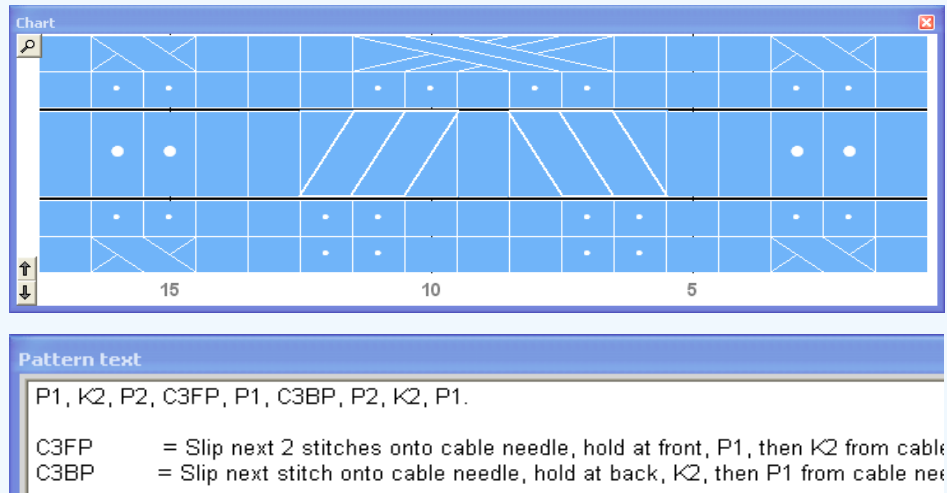 Chart
15 10 5
Pattern text
P1, K2, P2, C3FP, P1, C3BP, P2, K2, P1.
C3FP = Slip next 2 stitches onto cable needle, hold at front, P1, then K2 from cable
C3BP = Slip next stitch onto cable needle, hold at back, K2, then P1 from cable